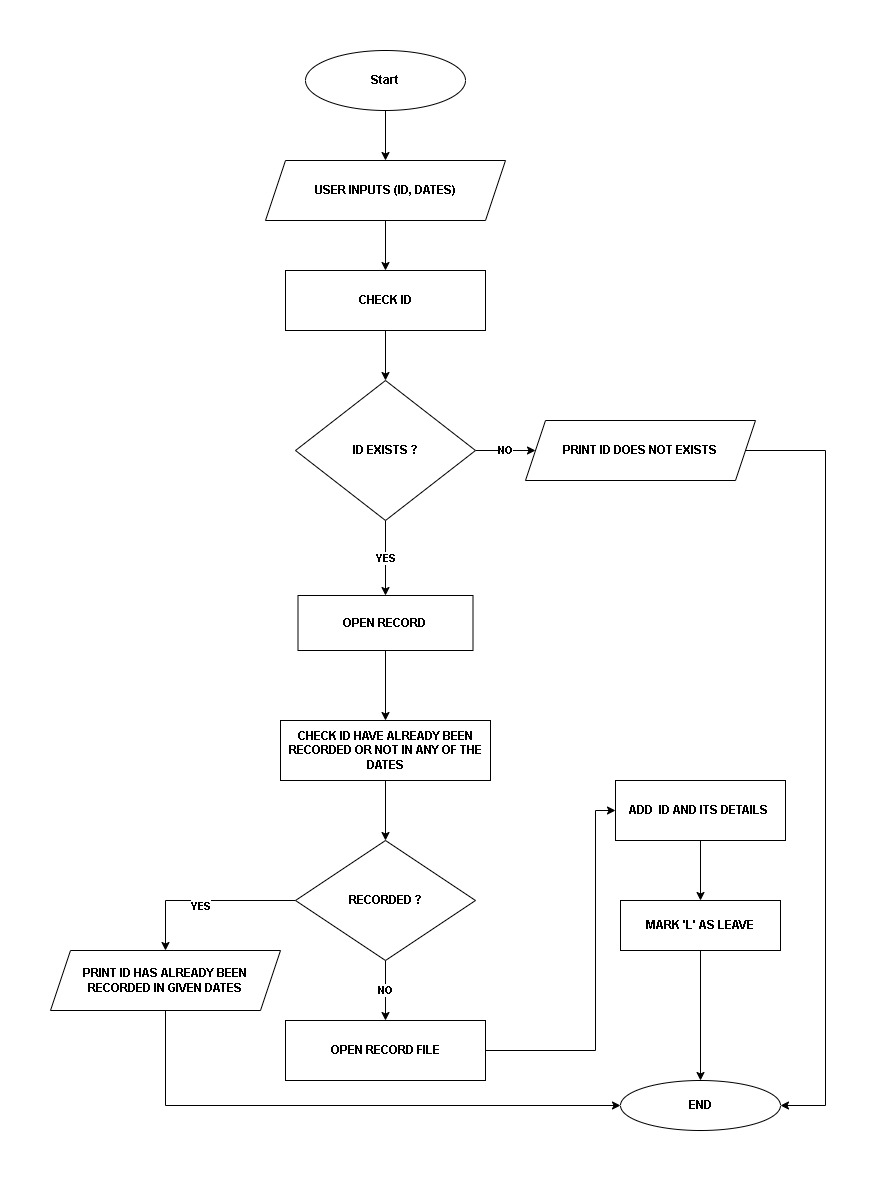 Start
USER INPUTS (ID, DATES)
CHECK ID
ID EXISTS ?
NO
PRINT ID DOES NOT EXISTS
YES
OPEN RECORD
CHECK ID HAVE ALREADY BEEN
RECORDED OR NOT IN ANY OF THE
DATES
RECORDED ?
YES
PRINT ID HAS ALREADY BEEN
RECORDED IN GIVEN DATES
NO
OPEN RECORD FILE
ADD  ID AND ITS DETAILS
MARK 'L' AS LEAVE
END